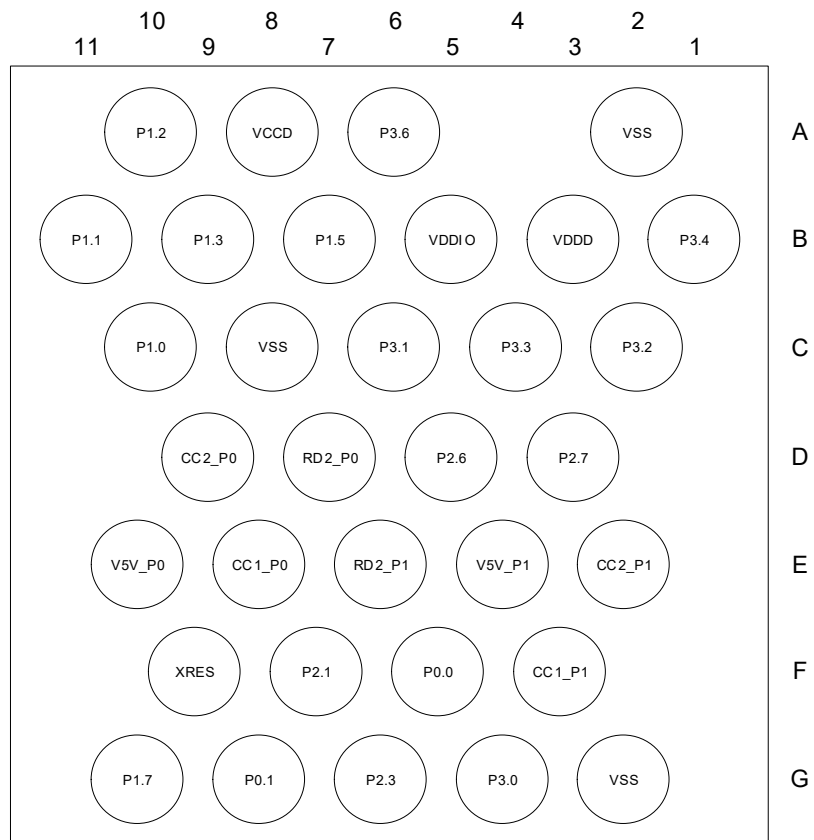 10 8 6 4 2
11 9 7 5 3 1
P1.2 VCCD P3.6 VSS A
P1.1 P1.3 P1.5 VDDIO VDDD P3.4 B
P1.0 VSS P3.1 P3.3 P3.2 C
CC2_P0 RD2_P0 P2.6 P2.7 D
V5V_P0 CC1_P0 RD2_P1 V5V_P1 CC2_P1 E
XRES P2.1 P0.0 CC1_P1 F
P1.7 P0.1 P2.3 P3.0 VSS G